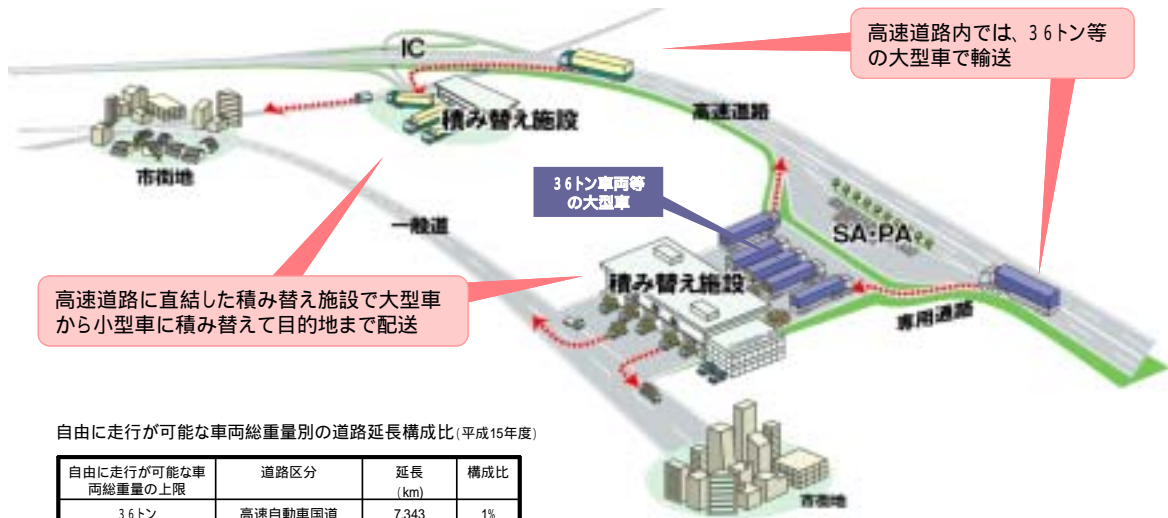 高速道路内では、36トン等
の大型車で輸送
IC
積み替え施設
高速道路
市街地
36トン車両等
の大型車
一般道
SA・PA
積み替え施設
高速道路に直結した積み替え施設で大型車
から小型車に積み替えて目的地まで配送
専用通路
市街地
自由に走行が可能な車両総重量別の道路延長構成比(平成15年度)
自由に走行が可能な車
両総重量の上限
道路区分
延長
(km)
構成比
36トン
高速自動車国道
7,343
1%